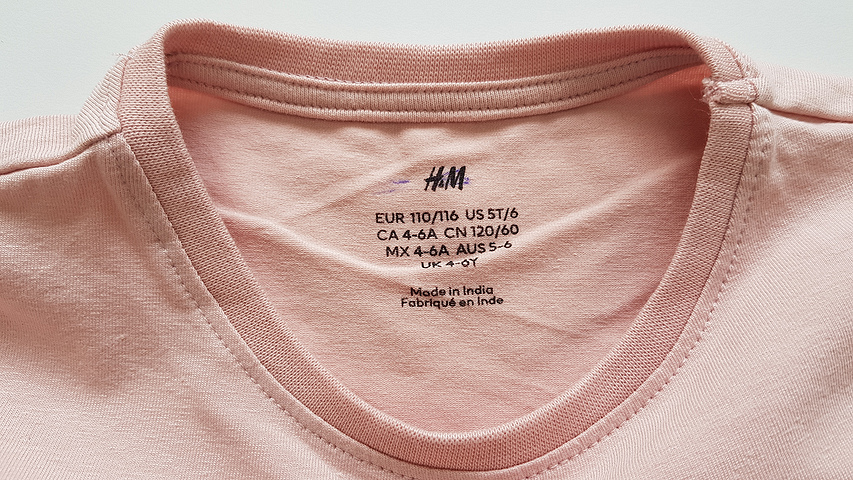 H&M
EUR 110/116 US 5T/6
CA 4-6A CN 120/60
MX 4-6A AUS 5-6
UK 4-6Y
Made in India
Fabriqué en Inde